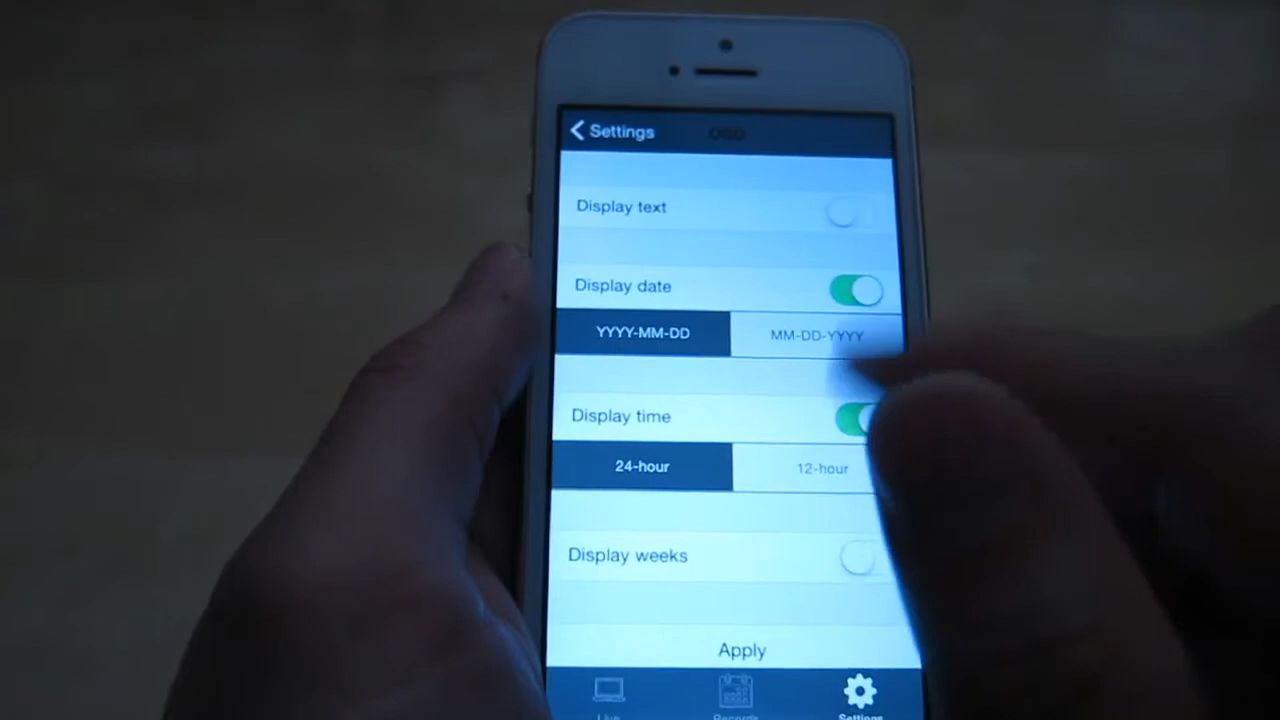 Settings OSD
Display text
Display date
YYYY-MM-DD MM-DD-YYYY
Display time
24-hour 12-hour
Display weeks
Apply
Live Records Settings